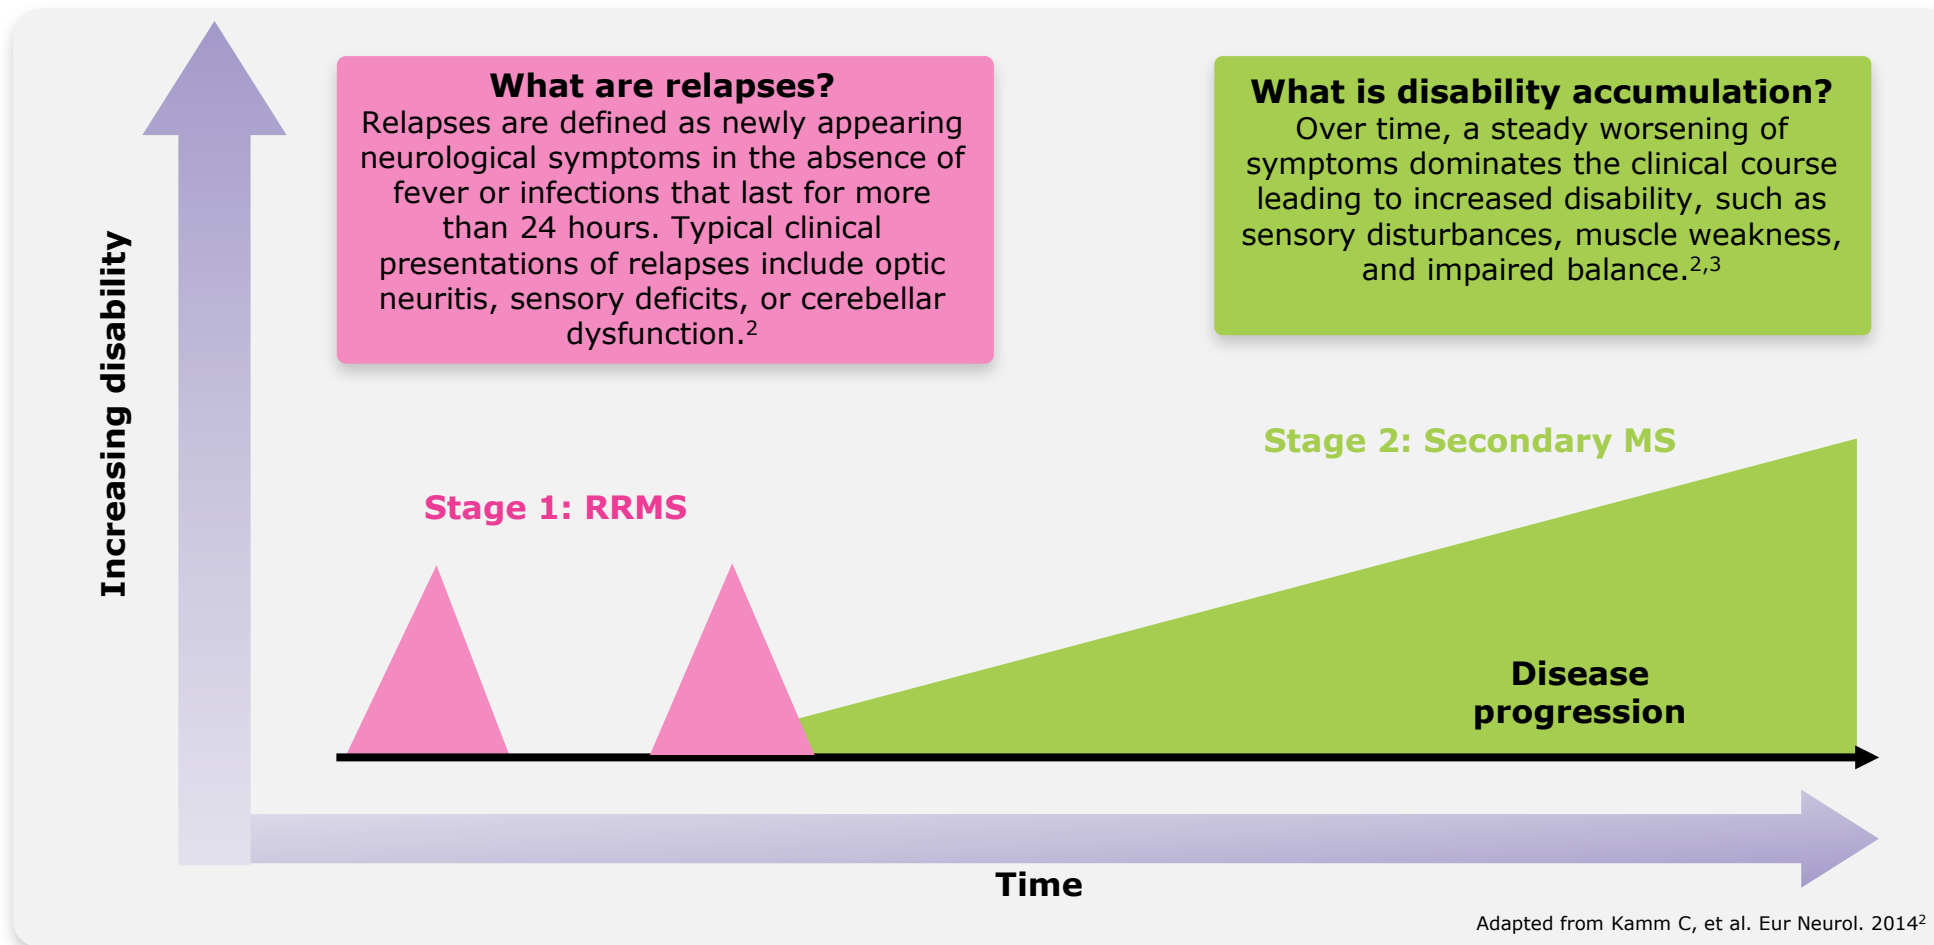 What are relapses?
Relapses are defined as newly appearing
neurological symptoms in the absence of
fever or infections that last for more
than 24 hours. Typical clinical
presentations of relapses include optic
neuritis, sensory deficits, or cerebellar
dysfunction.²
What is disability accumulation?
Over time, a steady worsening of
symptoms dominates the clinical course
leading to increased disability, such as
sensory disturbances, muscle weakness,
and impaired balance.²,³
Increasing disability
Stage 1: RRMS
Stage 2: Secondary MS
Disease
progression
Time
Adapted from Kamm C, et al. Eur Neurol. 2014²